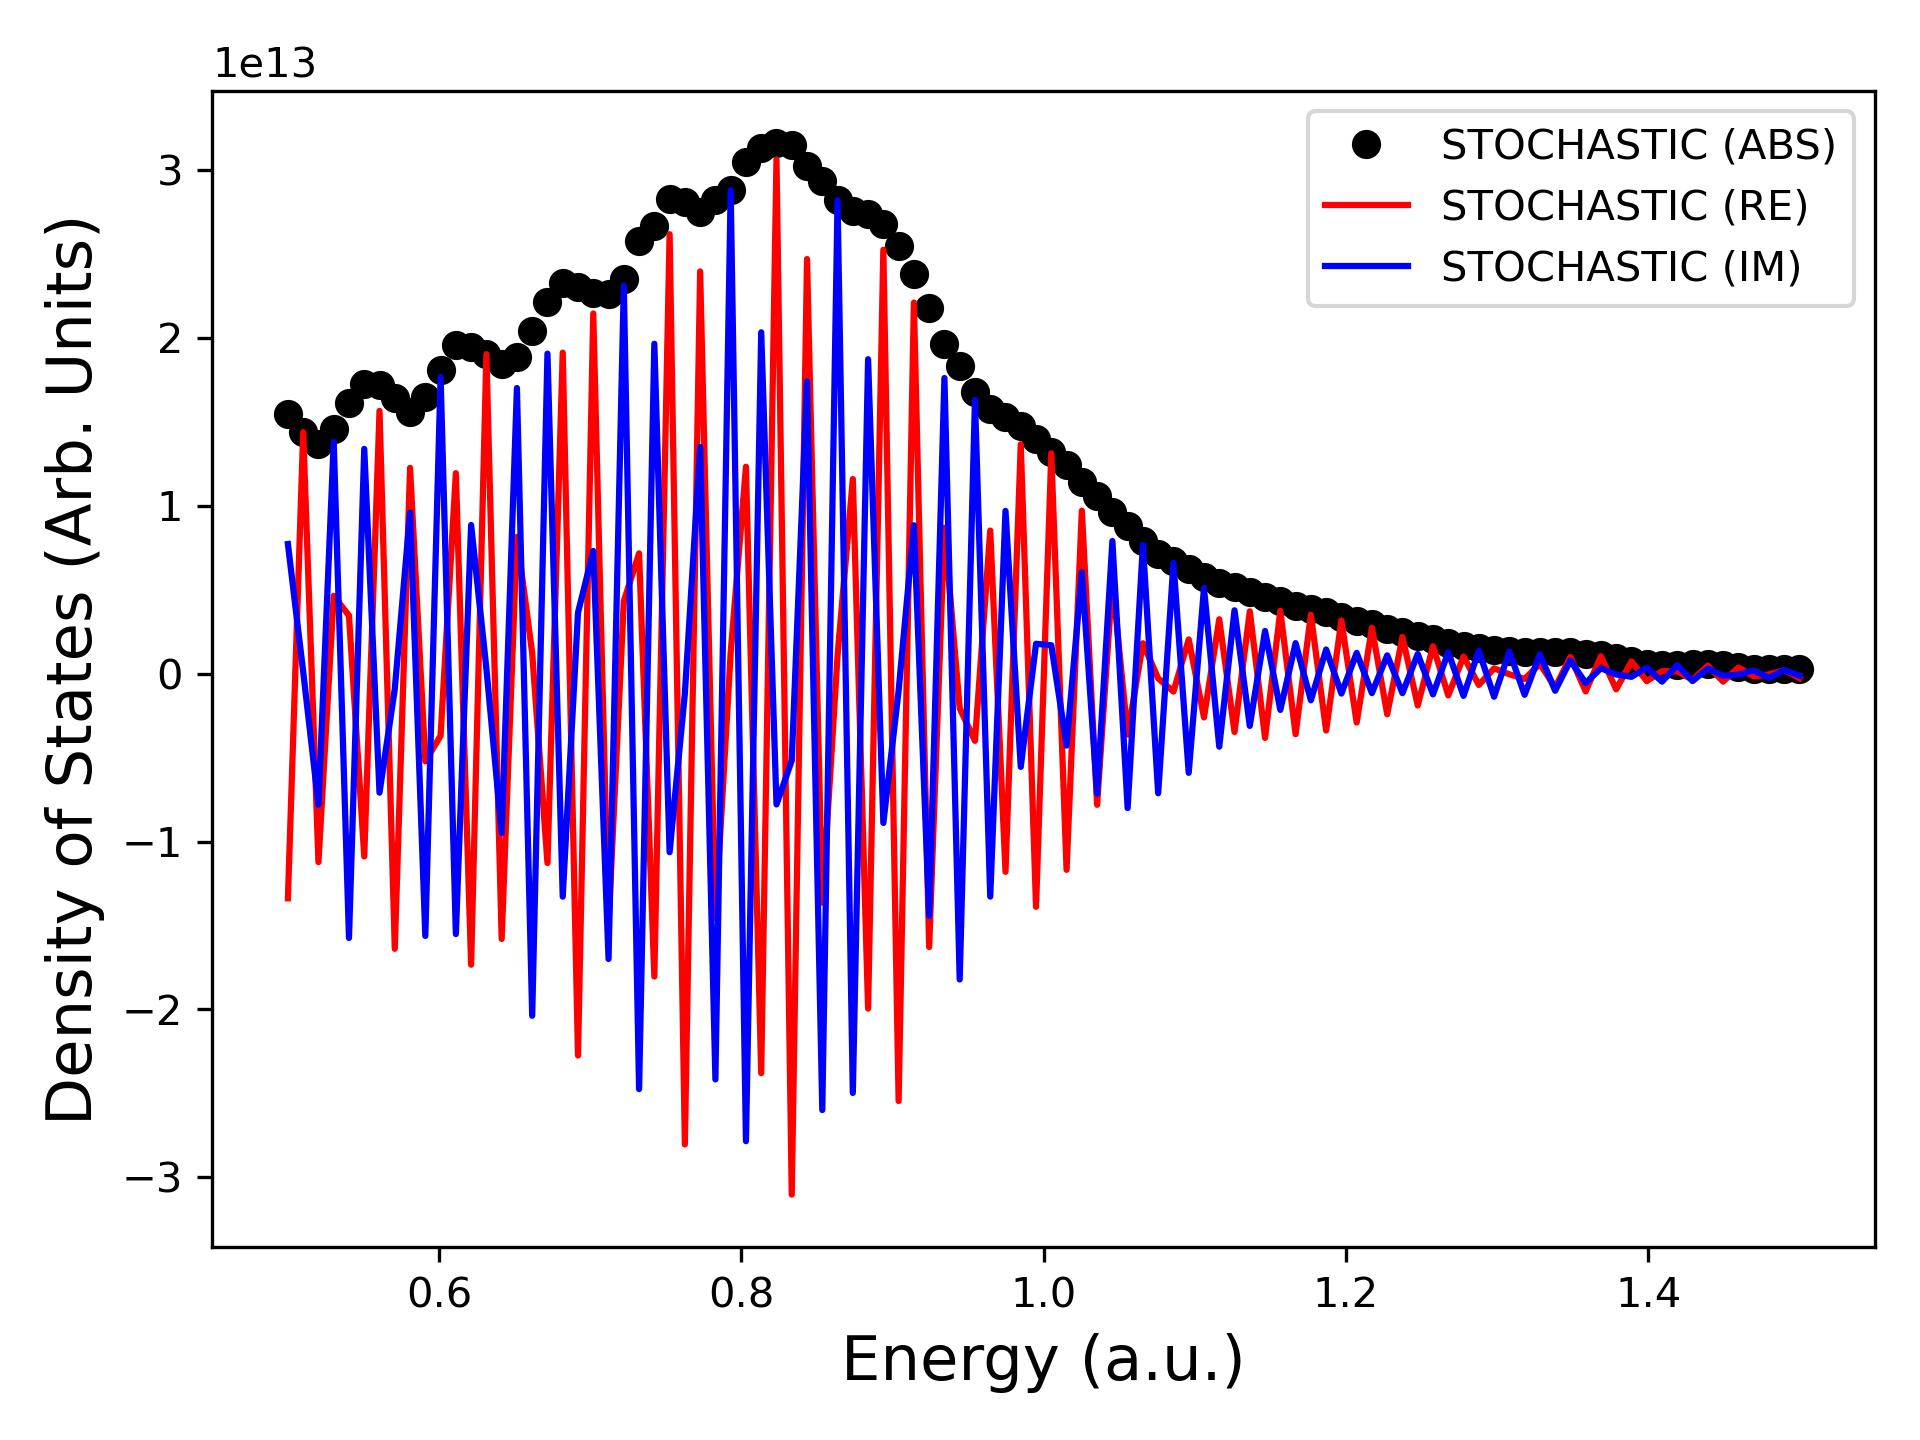 1e13
STOCHASTIC (ABS)
STOCHASTIC (RE)
STOCHASTIC (IM)
3
2
1
0
−1
−2
−3
Density of States (Arb. Units)
0.6 0.8 1.0 1.2 1.4
Energy (a.u.)